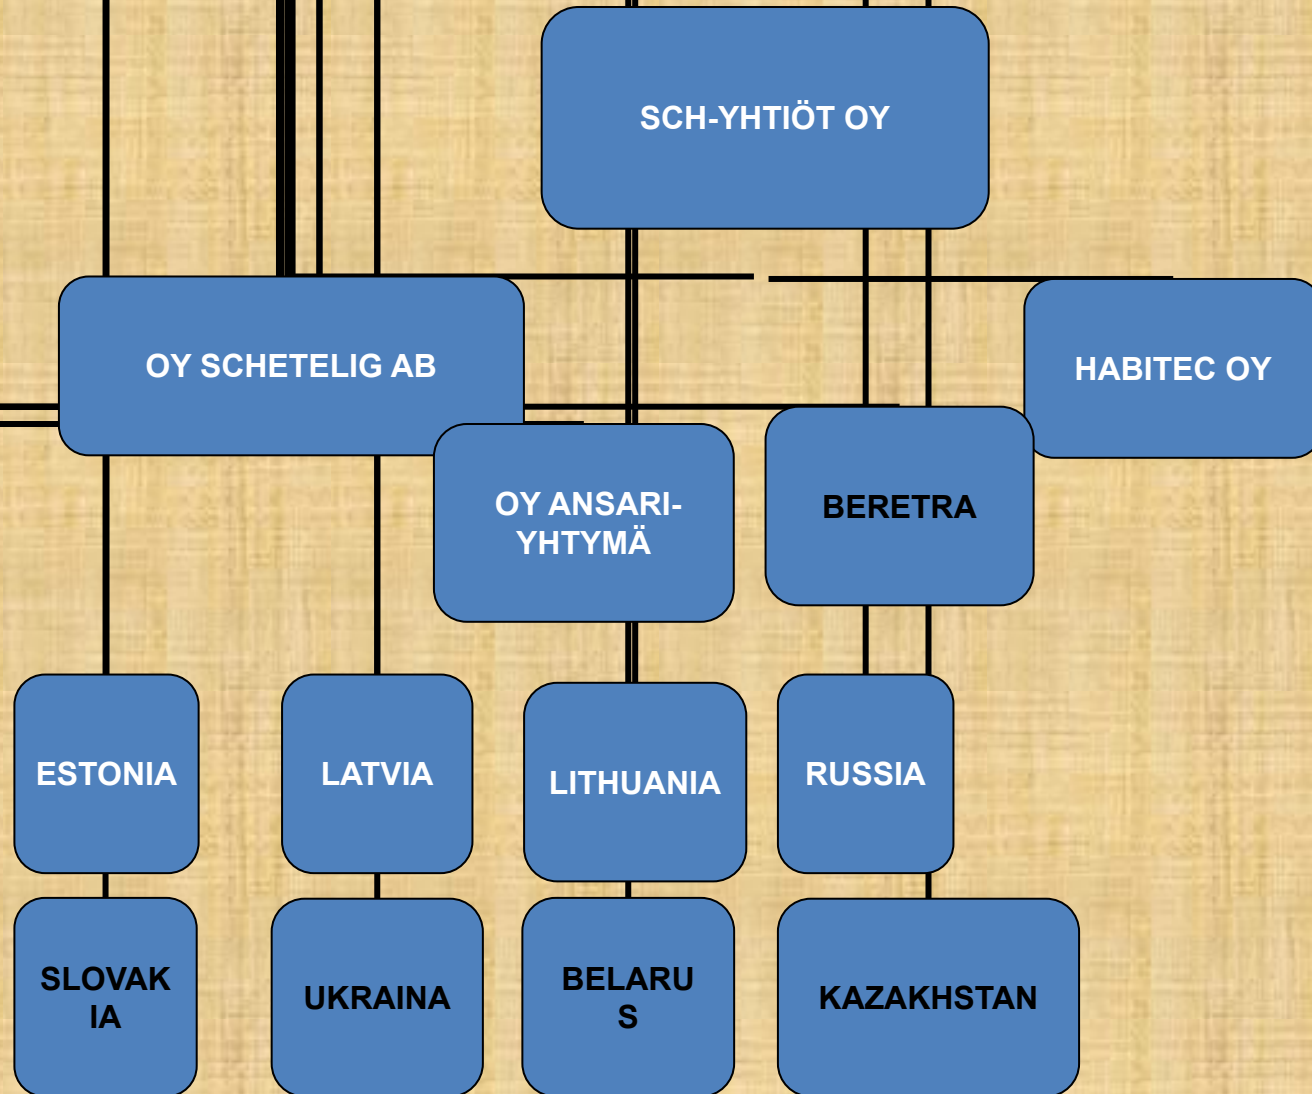 SCH-YHTIÖT OY
OY SCHETELIG AB
HABITEC OY
OY ANSARI-
YHTYMÄ
BERETRA
ESTONIA
LATVIA
LITHUANIA
RUSSIA
SLOVAK
IA
UKRAINA
BELARU
S
KAZAKHSTAN